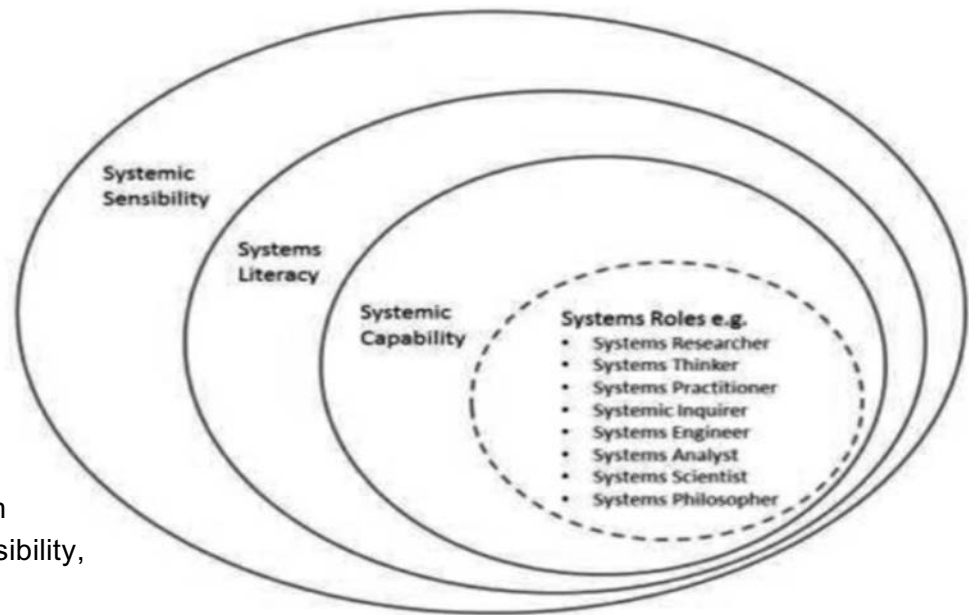 Systemic
Sensibility
Systems
Literacy
Systemic
Capability
Systems Roles e.g.
• Systems Researcher
• Systems Thinker
• Systems Practitioner
• Systemic Inquirer
• Systems Engineer
• Systems Analyst
• Systems Scientist
• Systems Philosopher
sibility,